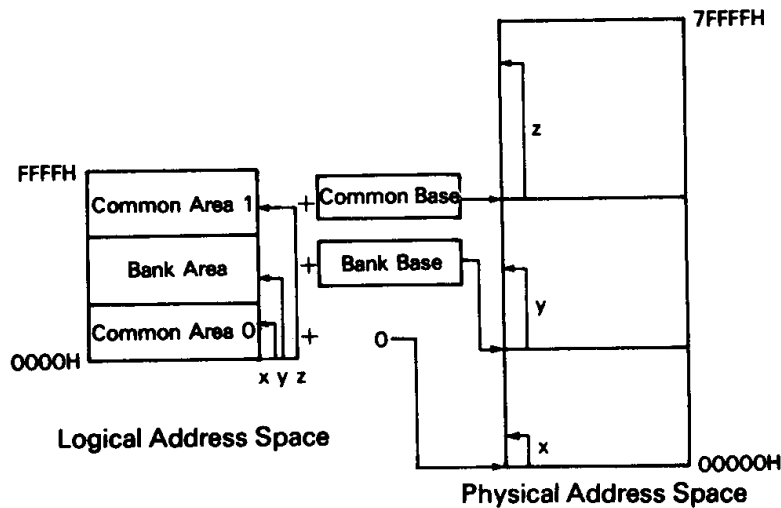 7FFFFH
z
FFFFH
Common Area 1
+
Common Base
Bank Area
+
Bank Base
y
Common Area 0
+
0
0000H
x y z
Logical Address Space
x
00000H
Physical Address Space